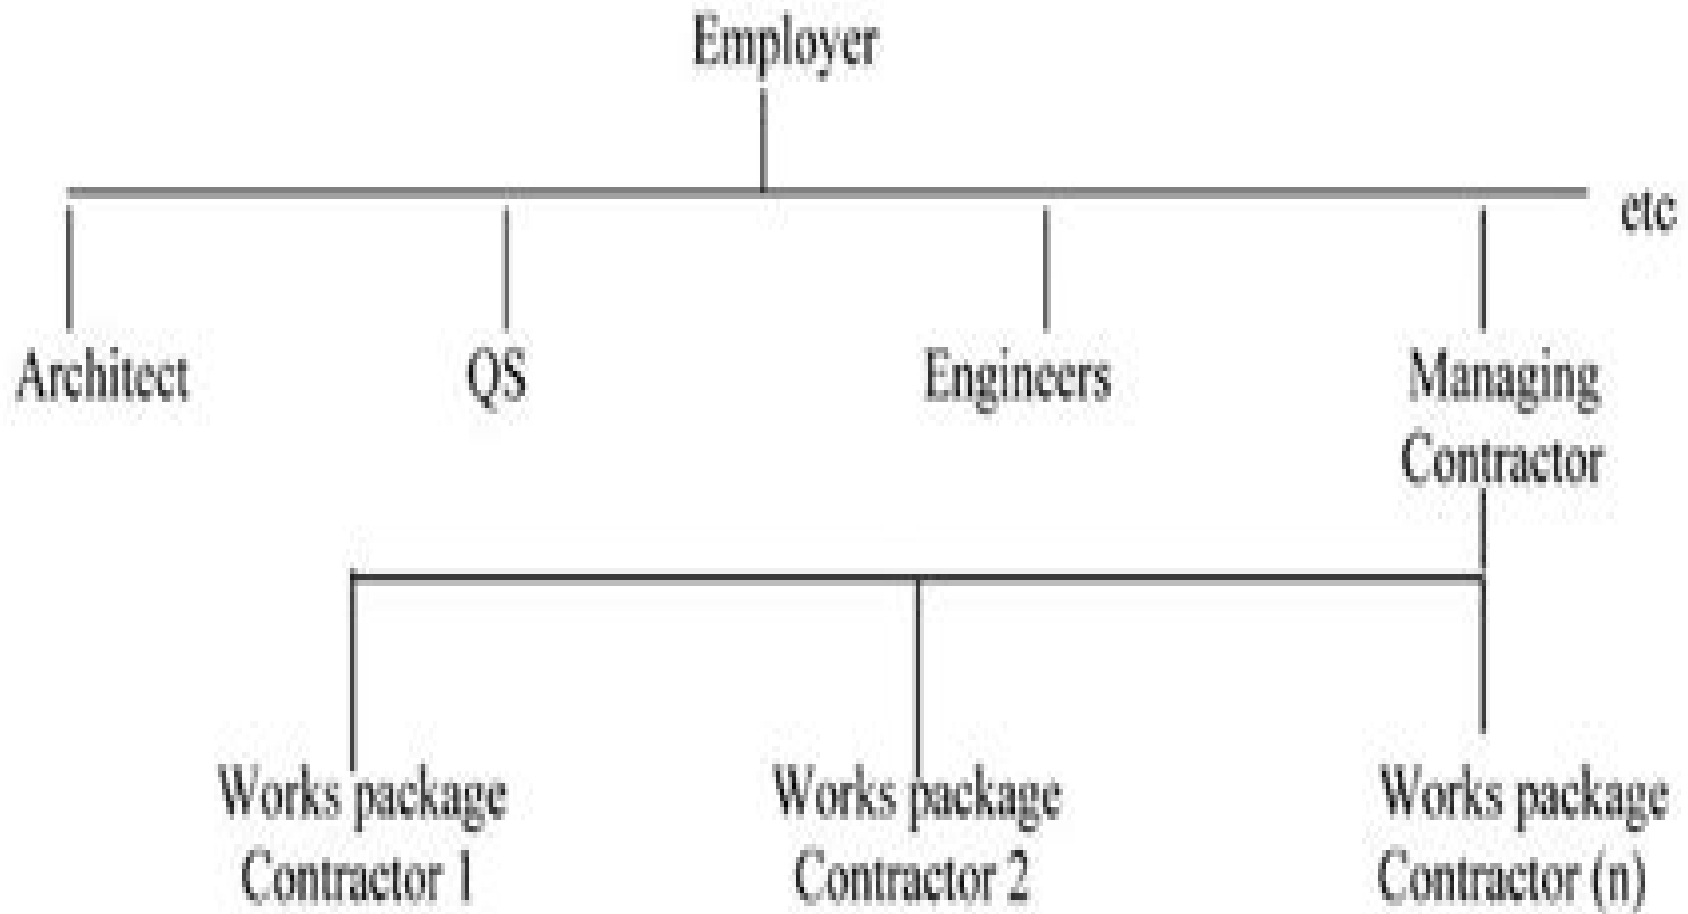 Employer
etc
Architect
QS
Engineers
Managing
Contractor
Works package
Contractor 1
Works package
Contractor 2
Works package
Contractor (n)